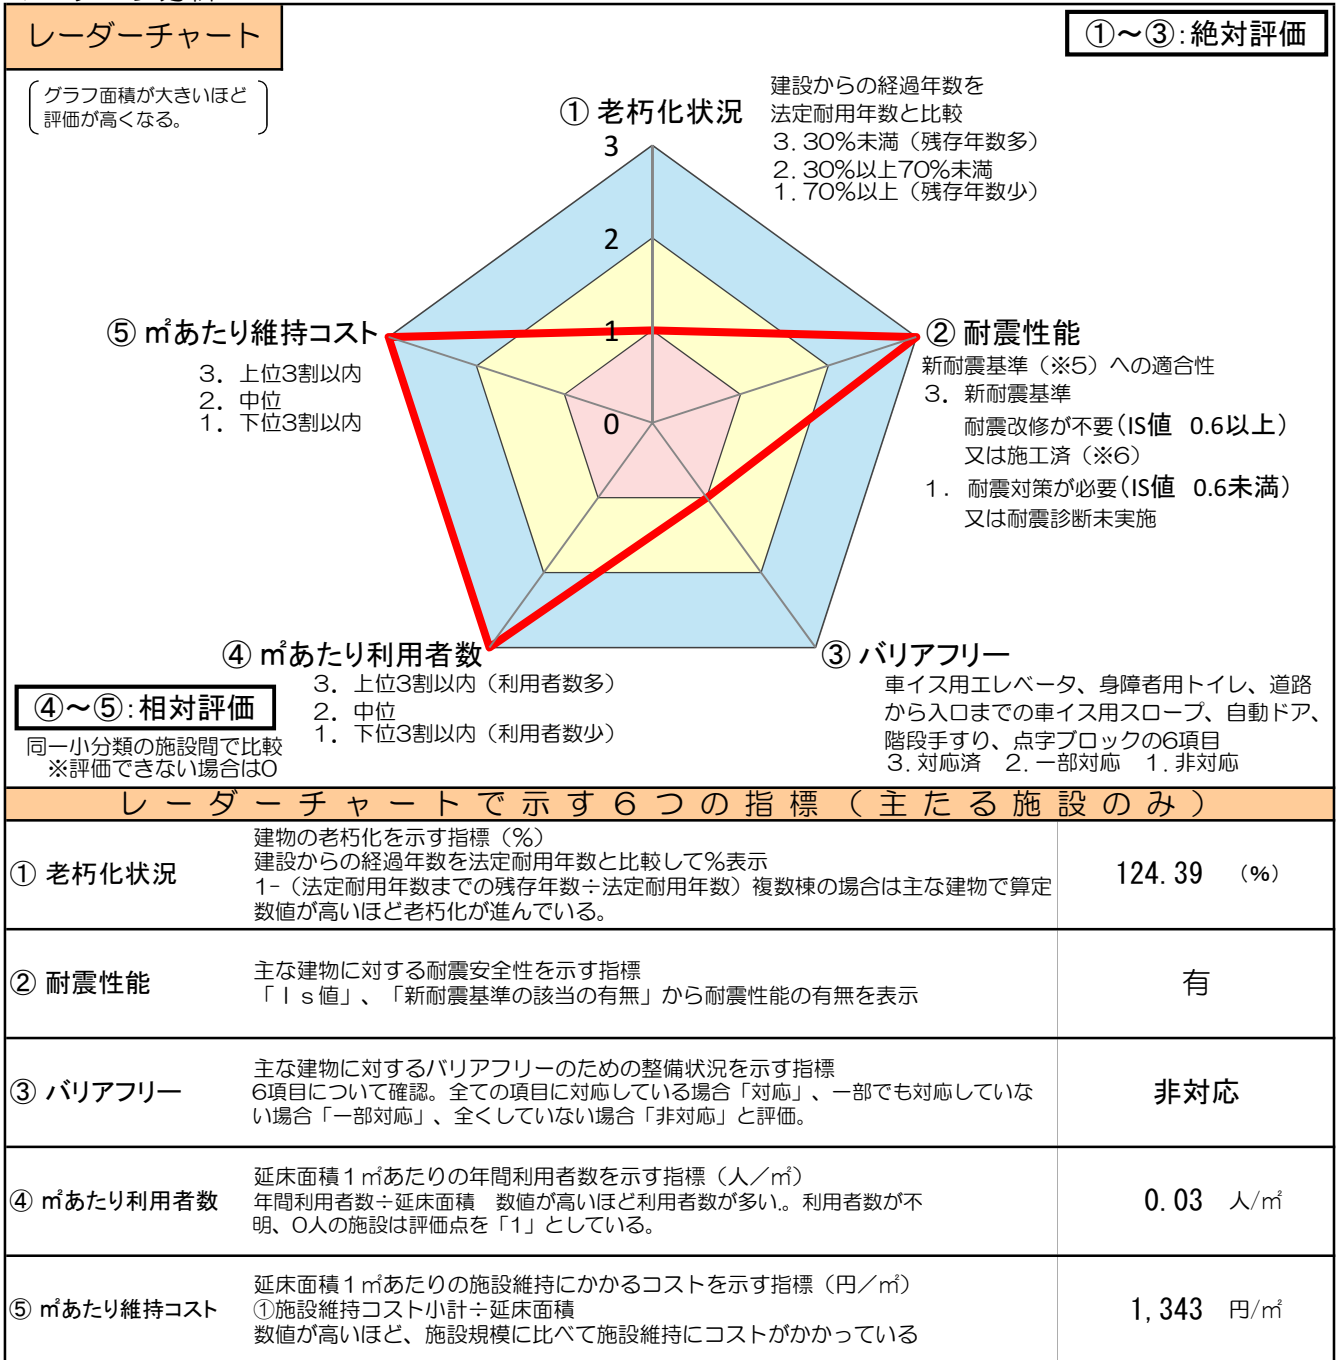 レーダーチャート
①～③:絶対評価
グラフ面積が大きいほど
評価が高くなる。
① 老朽化状況
建設からの経過年数を
法定耐用年数と比較
3. 30%未満（残存年数多）
2. 30%以上70%未満
1. 70%以上（残存年数少）
3
2
1
0
⑤ ㎡あたり維持コスト
3. 上位3割以内
2. 中位
1. 下位3割以内
② 耐震性能
新耐震基準（※5）への適合性
3. 新耐震基準
耐震改修が不要(IS値 0.6以上)
又は施工済（※6）
1. 耐震対策が必要(IS値 0.6未満)
又は耐震診断未実施
④ ㎡あたり利用者数
3. 上位3割以内（利用者数多）
2. 中位
1. 下位3割以内（利用者数少）
③ バリアフリー
車イス用エレベータ、身障者用トイレ、道路
から入口までの車イス用スロープ、自動ドア、
階段手すり、点字ブロックの6項目
3. 対応済 2. 一部対応 1. 非対応
④～⑤:相対評価
同一小分類の施設間で比較
※評価できない場合は0
レーダーチャートで示す6つの指標（主たる施設のみ）
① 老朽化状況
建物の老朽化を示す指標（%）
建設からの経過年数を法定耐用年数と比較して%表示
1-（法定耐用年数までの残存年数÷法定耐用年数）複数棟の場合は主な建物で算定
数値が高いほど老朽化が進んでいる。
124.39 （%）
② 耐震性能
主な建物に対する耐震安全性を示す指標
「Ｉｓ値」、「新耐震基準の該当の有無」から耐震性能の有無を表示
有
③ バリアフリー
主な建物に対するバリアフリーのための整備状況を示す指標
6項目について確認。全ての項目に対応している場合「対応」、一部でも対応していな
い場合「一部対応」、全くしていない場合「非対応」と評価。
非対応
④ ㎡あたり利用者数
延床面積１㎡あたりの年間利用者数を示す指標（人／㎡）
年間利用者数÷延床面積 数値が高いほど利用者数が多い。利用者数が不
明、0人の施設は評価点を「1」としている。
0.03 人/㎡
⑤ ㎡あたり維持コスト
延床面積１㎡あたりの施設維持にかかるコストを示す指標（円／㎡）
①施設維持コスト小計÷延床面積
数値が高いほど、施設規模に比べて施設維持にコストがかかっている
1,343 円/㎡